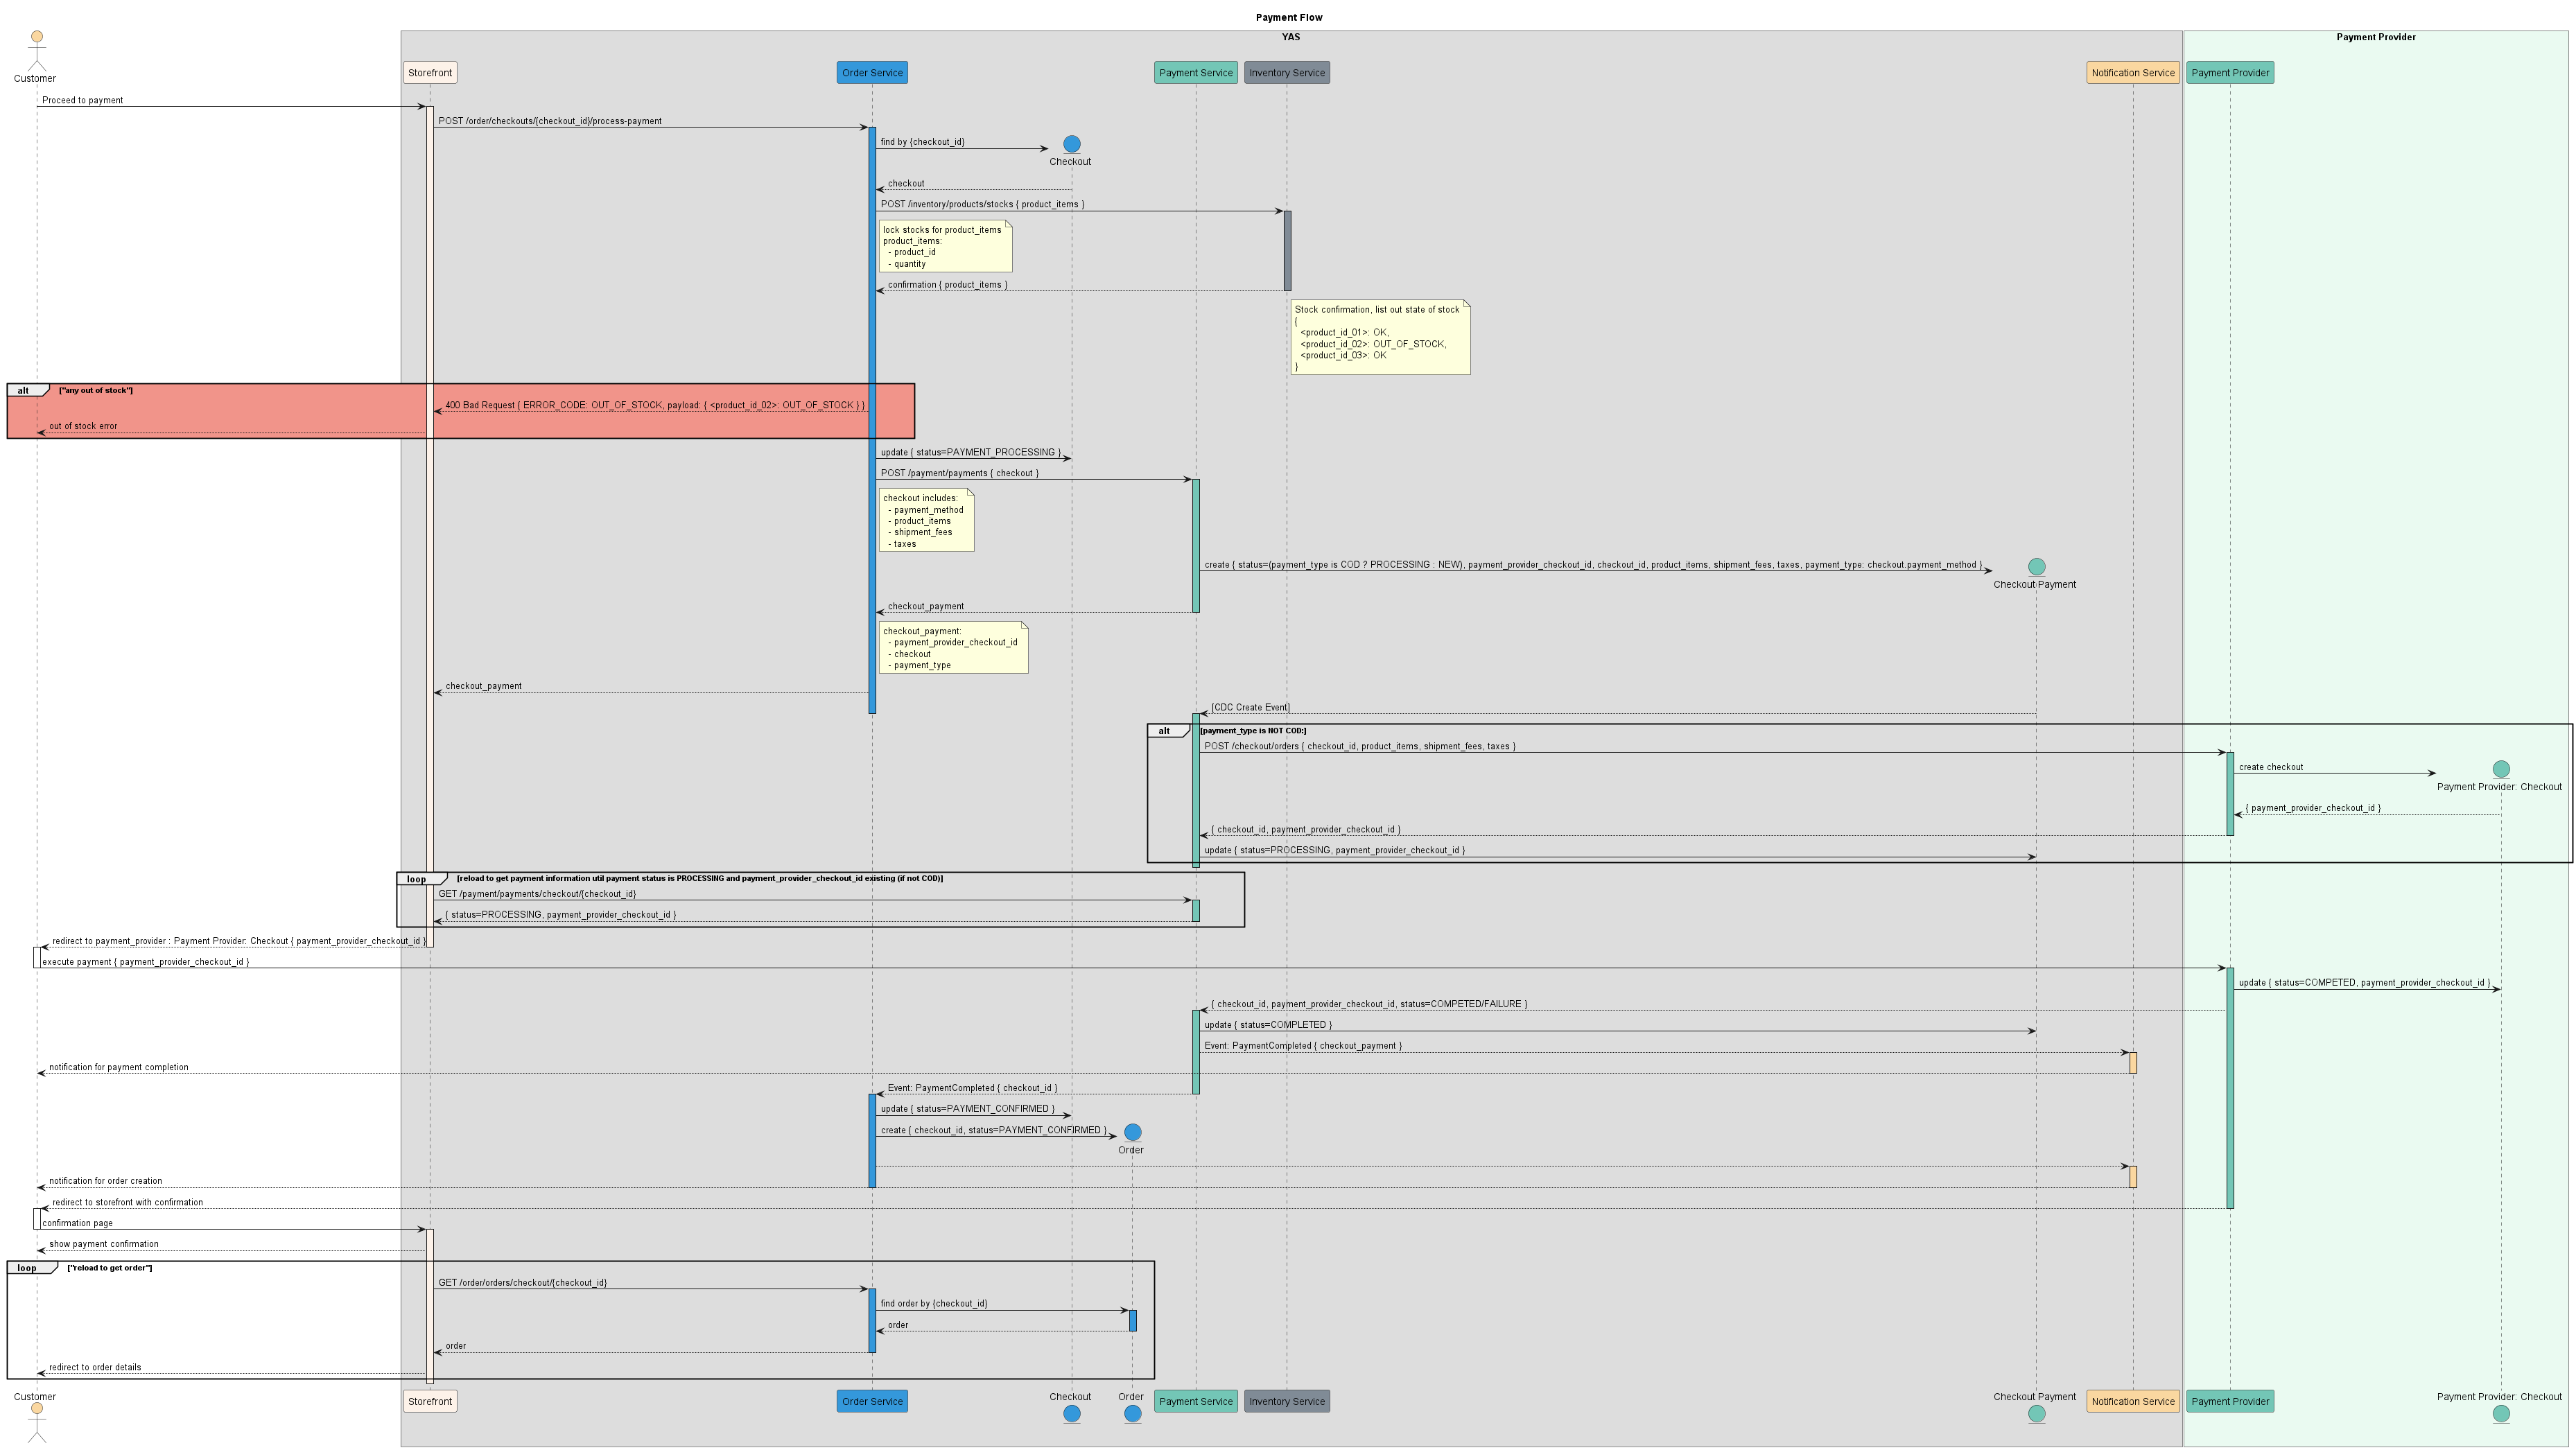 Payment Flow
YAS
Payment Provider
Customer
Storefront
Order Service
Payment Service
Inventory Service
Notification Service
Payment Provider
Proceed to payment
POST /order/checkouts/{checkout_id}/process-payment
find by {checkout_id}
Checkout
checkout
POST /inventory/products/stocks { product_items }
lock stocks for product_items
product_items:
- product_id
- quantity
confirmation { product_items }
Stock confirmation, list out state of stock
{
<product_id_01>: OK,
<product_id_02>: OUT_OF_STOCK,
<product_id_03>: OK
}
alt ["any out of stock"]
400 Bad Request { ERROR_CODE: OUT_OF_STOCK, payload: { <product_id_02>: OUT_OF_STOCK } }
out of stock error
update { status=PAYMENT_PROCESSING }
POST /payment/payments { checkout }
checkout includes:
- payment_method
- product_items
- shipment_fees
- taxes
create { status=(payment_type is COD ? PROCESSING : NEW), payment_provider_checkout_id, checkout_id, product_items, shipment_fees, taxes, payment_type: checkout.payment_method }
Checkout Payment
checkout_payment
checkout_payment:
- payment_provider_checkout_id
- checkout
- payment_type
checkout_payment
[CDC Create Event]
alt [payment_type is NOT COD:]
POST /checkout/orders { checkout_id, product_items, shipment_fees, taxes }
create checkout
Payment Provider: Checkout
{ payment_provider_checkout_id }
{ checkout_id, payment_provider_checkout_id }
update { status=PROCESSING, payment_provider_checkout_id }
loop [reload to get payment information util payment status is PROCESSING and payment_provider_checkout_id existing (if not COD)]
GET /payment/payments/checkout/{checkout_id}
{ status=PROCESSING, payment_provider_checkout_id }
redirect to payment_provider : Payment Provider: Checkout { payment_provider_checkout_id }
execute payment { payment_provider_checkout_id }
update { status=COMPETED, payment_provider_checkout_id }
{ checkout_id, payment_provider_checkout_id, status=COMPETED/FAILURE }
update { status=COMPLETED }
Event: PaymentCompleted { checkout_payment }
notification for payment completion
Event: PaymentCompleted { checkout_id }
update { status=PAYMENT_CONFIRMED }
create { checkout_id, status=PAYMENT_CONFIRMED }
Order
notification for order creation
redirect to storefront with confirmation
confirmation page
show payment confirmation
loop ["reload to get order"]
GET /order/orders/checkout/{checkout_id}
find order by {checkout_id}
order
order
redirect to order details
Customer
Storefront
Order Service
Checkout
Order
Payment Service
Inventory Service
Checkout Payment
Notification Service
Payment Provider
Payment Provider: Checkout